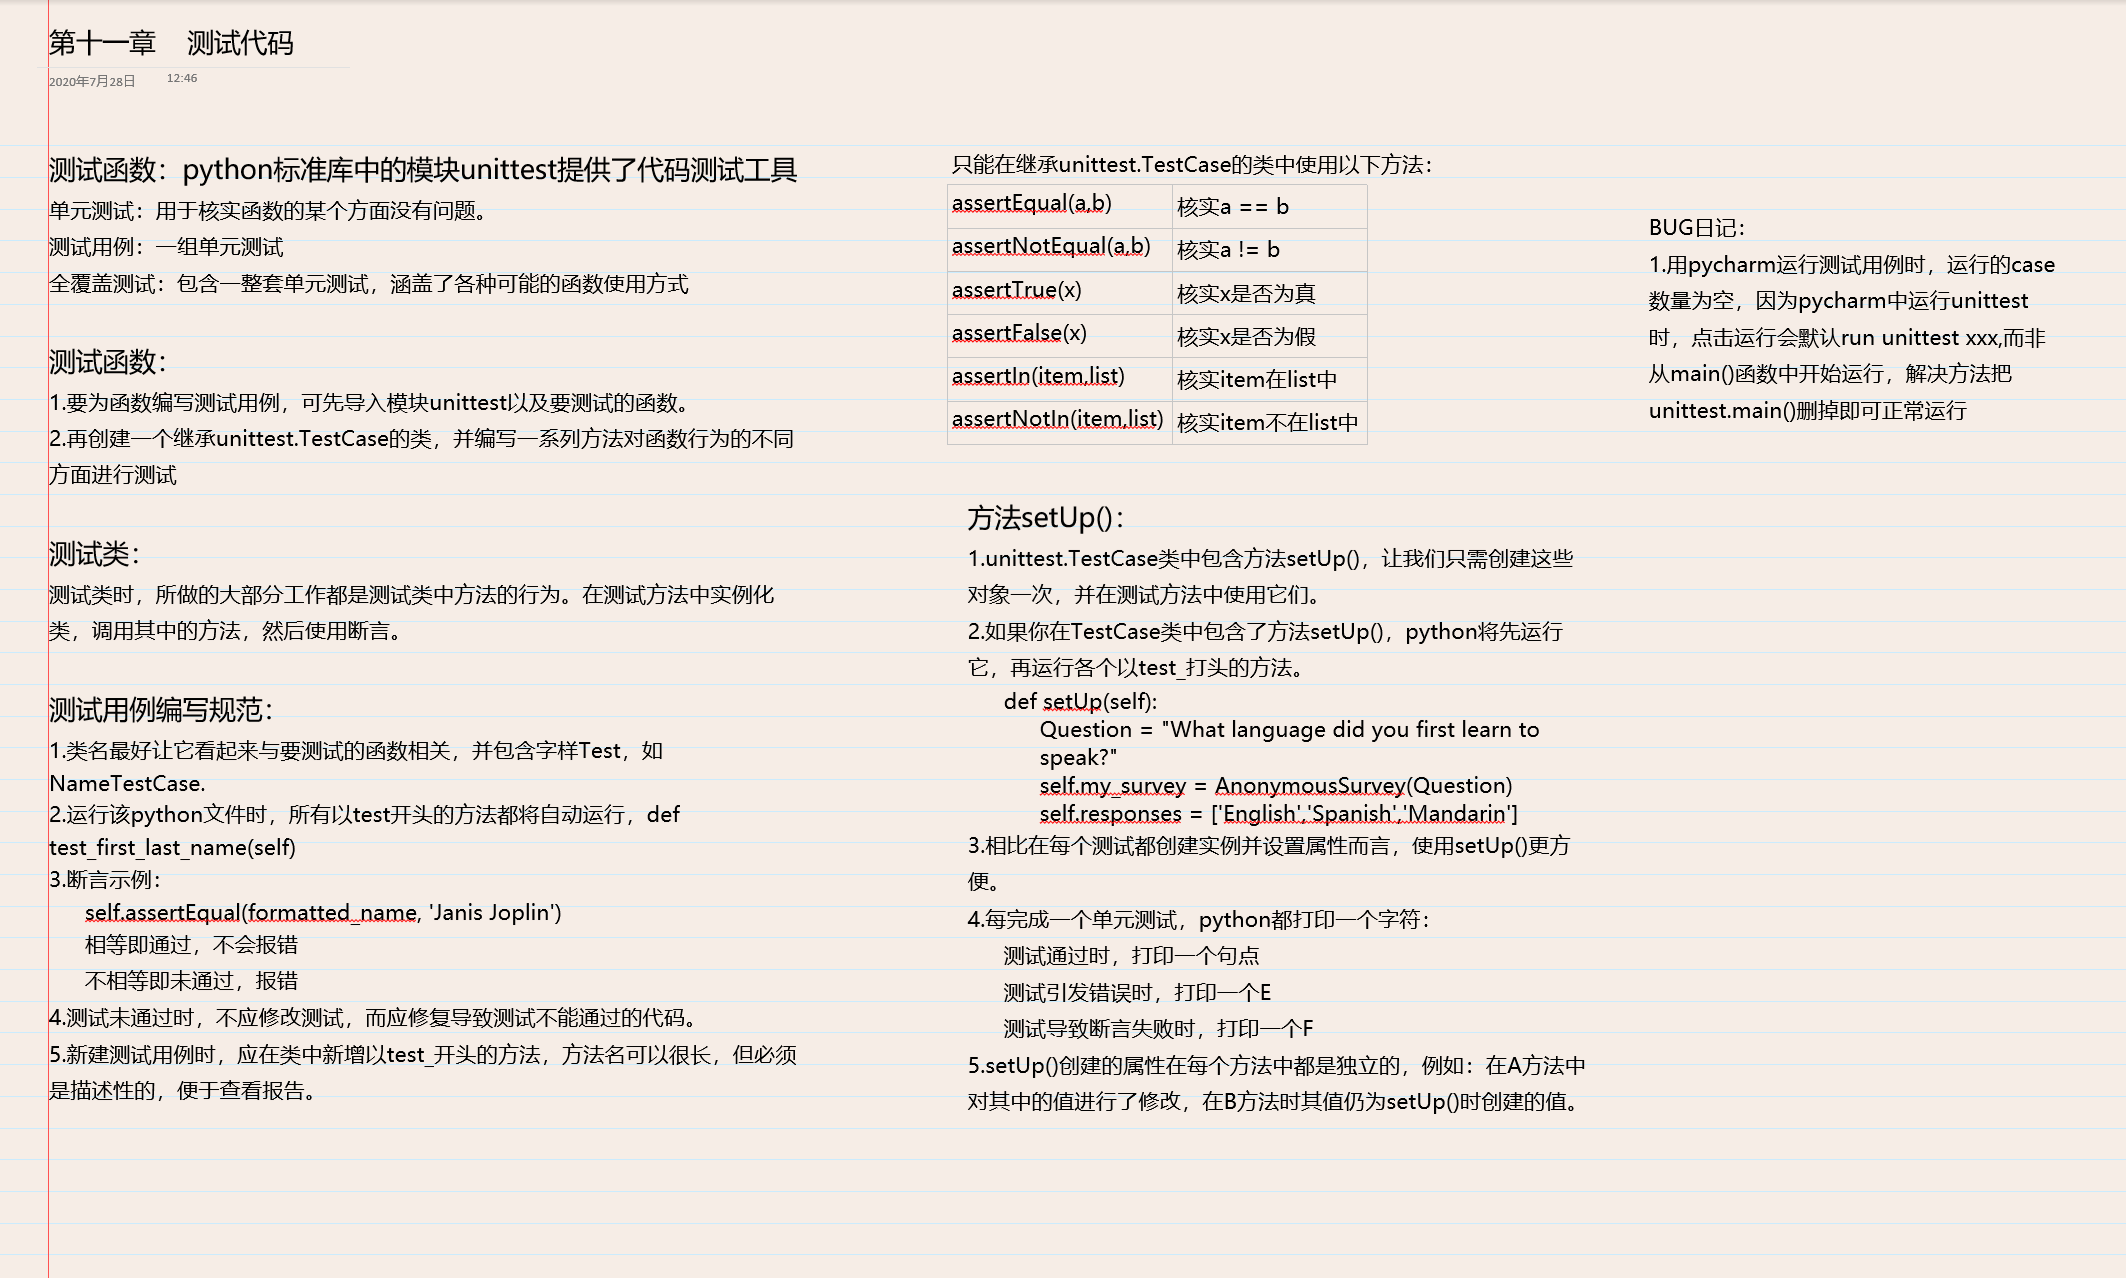 第十一章　测试代码
2020年7月28日 12:46
测试函数：python标准库中的模块unittest提供了代码测试工具
单元测试：用于核实函数的某个方面没有问题。
测试用例：一组单元测试
全覆盖测试：包含一整套单元测试，涵盖了各种可能的函数使用方式
测试函数：
1.要为函数编写测试用例，可先导入模块unittest以及要测试的函数。
2.再创建一个继承unittest.TestCase的类，并编写一系列方法对函数行为的不同
方面进行测试
测试类：
测试类时，所做的大部分工作都是测试类中方法的行为。在测试方法中实例化
类，调用其中的方法，然后使用断言。
测试用例编写规范：
1.类名最好让它看起来与要测试的函数相关，并包含字样Test，如
NameTestCase.
2.运行该python文件时，所有以test开头的方法都将自动运行，def
test_first_last_name(self)
3.断言示例：
self.assertEqual(formatted_name, 'Janis Joplin')
相等即通过，不会报错
不相等即未通过，报错
4.测试未通过时，不应修改测试，而应修复导致测试不能通过的代码。
5.新建测试用例时，应在类中新增以test_开头的方法，方法名可以很长，但必须
是描述性的，便于查看报告。
只能在继承unittest.TestCase的类中使用以下方法：
assertEqual(a,b) 核实a == b
assertNotEqual(a,b) 核实a != b
assertTrue(x) 核实x是否为真
assertFalse(x) 核实x是否为假
assertIn(item,list) 核实item在list中
assertNotIn(item,list) 核实item不在list中
方法setUp()：
1.unittest.TestCase类中包含方法setUp()，让我们只需创建这些
对象一次，并在测试方法中使用它们。
2.如果你在TestCase类中包含了方法setUp()，python将先运行
它，再运行各个以test_打头的方法。
def setUp(self):
Question = "What language did you first learn to
speak?"
self.my_survey = AnonymousSurvey(Question)
self.responses = ['English','Spanish','Mandarin']
3.相比在每个测试都创建实例并设置属性而言，使用setUp()更方
便。
4.每完成一个单元测试，python都打印一个字符：
测试通过时，打印一个句点
测试引发错误时，打印一个E
测试导致断言失败时，打印一个F
5.setUp()创建的属性在每个方法中都是独立的，例如：在A方法中
对其中的值进行了修改，在B方法时其值仍为setUp()时创建的值。
BUG日记：
1.用pycharm运行测试用例时，运行的case
数量为空，因为pycharm中运行unittest
时，点击运行会默认run unittest xxx,而非
从main()函数中开始运行，解决方法把
unittest.main()删掉即可正常运行